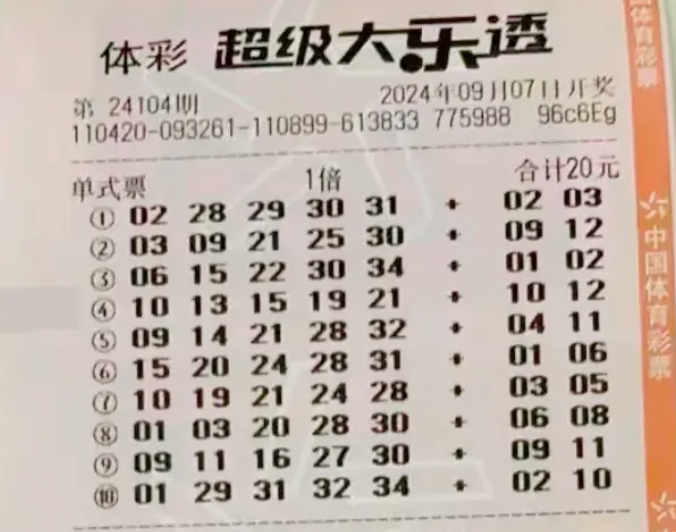 体彩 超级大乐透
第 24104期 2024年09月07日开奖
110420-093261-110899-613833 775988 96c6Eg
单式票 1倍 合计20元
① 02 28 29 30 31 + 02 03
② 03 09 21 25 30 + 09 12
③ 06 15 22 30 34 + 01 02
④ 10 13 15 19 21 + 10 12
⑤ 09 14 21 28 32 + 04 11
⑥ 15 20 24 28 31 + 01 06
⑦ 10 19 21 24 28 + 03 05
⑧ 01 03 20 28 30 + 06 08
⑨ 09 11 16 27 30 + 09 11
⑩ 01 29 31 32 34 + 02 10
国体育彩票
中国体育彩票